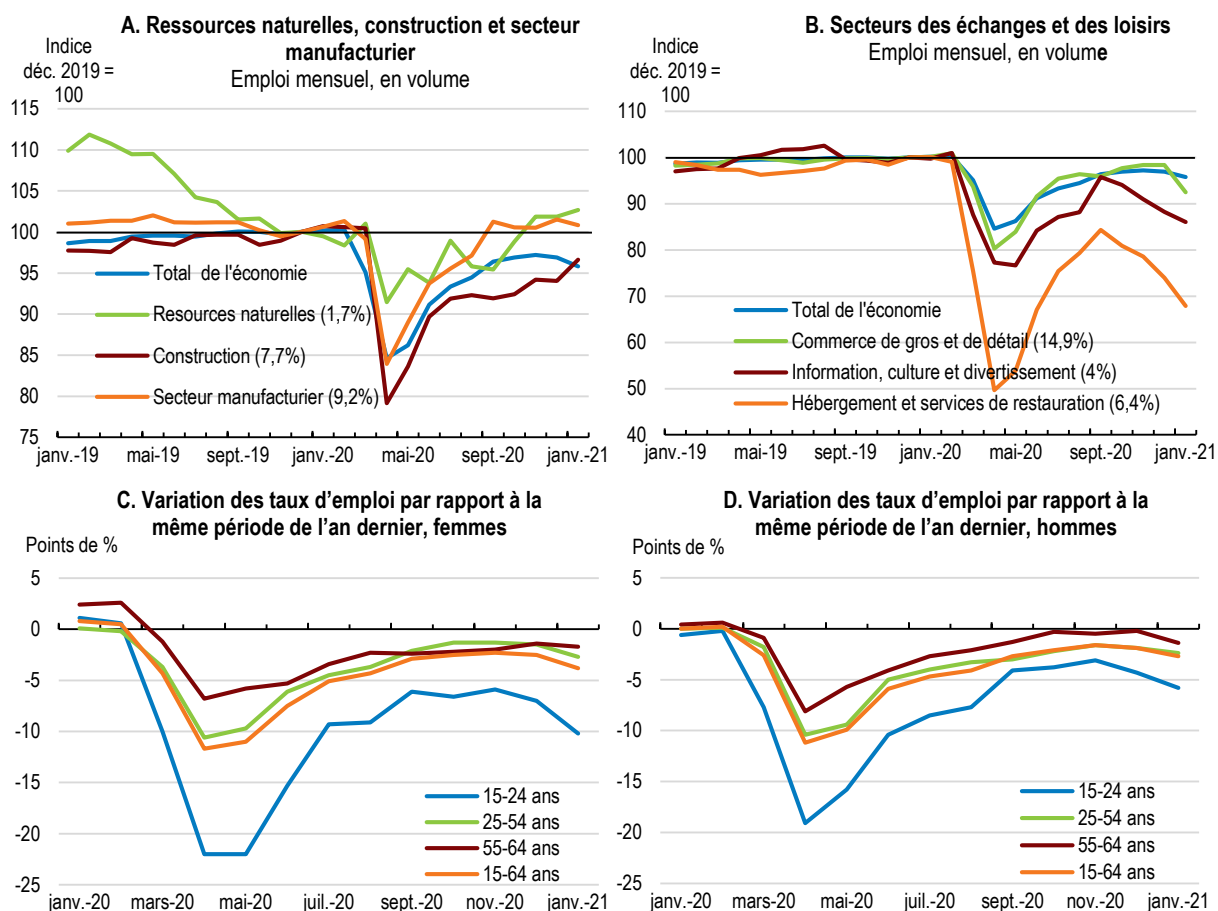 A. Ressources naturelles, construction et secteur
manufacturier
Emploi mensuel, en volume
Indice
déc. 2019 =
100
115
110
105
100
95
90
85
80
75
Total de l'économie
Resources naturelles (1,7%)
Construction (7,7%)
Secteur manufacturier (9,2%)
janv.-19
mai-19
sept.-19
janv.-20
mai-20
sept.-20
janv.-21
B. Secteurs des échanges et des loisirs
Emploi mensuel, en volume
Indice
déc. 2019 =
100
110
100
90
80
70
60
50
40
Total de l'économie
Commerce de gros et de détail (14,9%)
Information, culture et divertissement (4%)
Hébergement et services de restauration (6,4%)
janv.-19
mai-19
sept.-19
janv.-20
mai-20
sept.-20
janv.-21
C. Variation des taux d’emploi par rapport à la
même période de l’an dernier, femmes
Points de %
5
0
-5
-10
-15
-20
-25
15-24 ans
25-54 ans
55-64 ans
15-64 ans
janv.-20
mars-20
mai-20
juil.-20
sept.-20
nov.-20
janv.-21
D. Variation des taux d’emploi par rapport à la
même période de l’an dernier, hommes
Points de %
5
0
-5
-10
-15
-20
-25
15-24 ans
25-54 ans
55-64 ans
15-64 ans
janv.-20
mars-20
mai-20
juil.-20
sept.-20
nov.-20
janv.-21